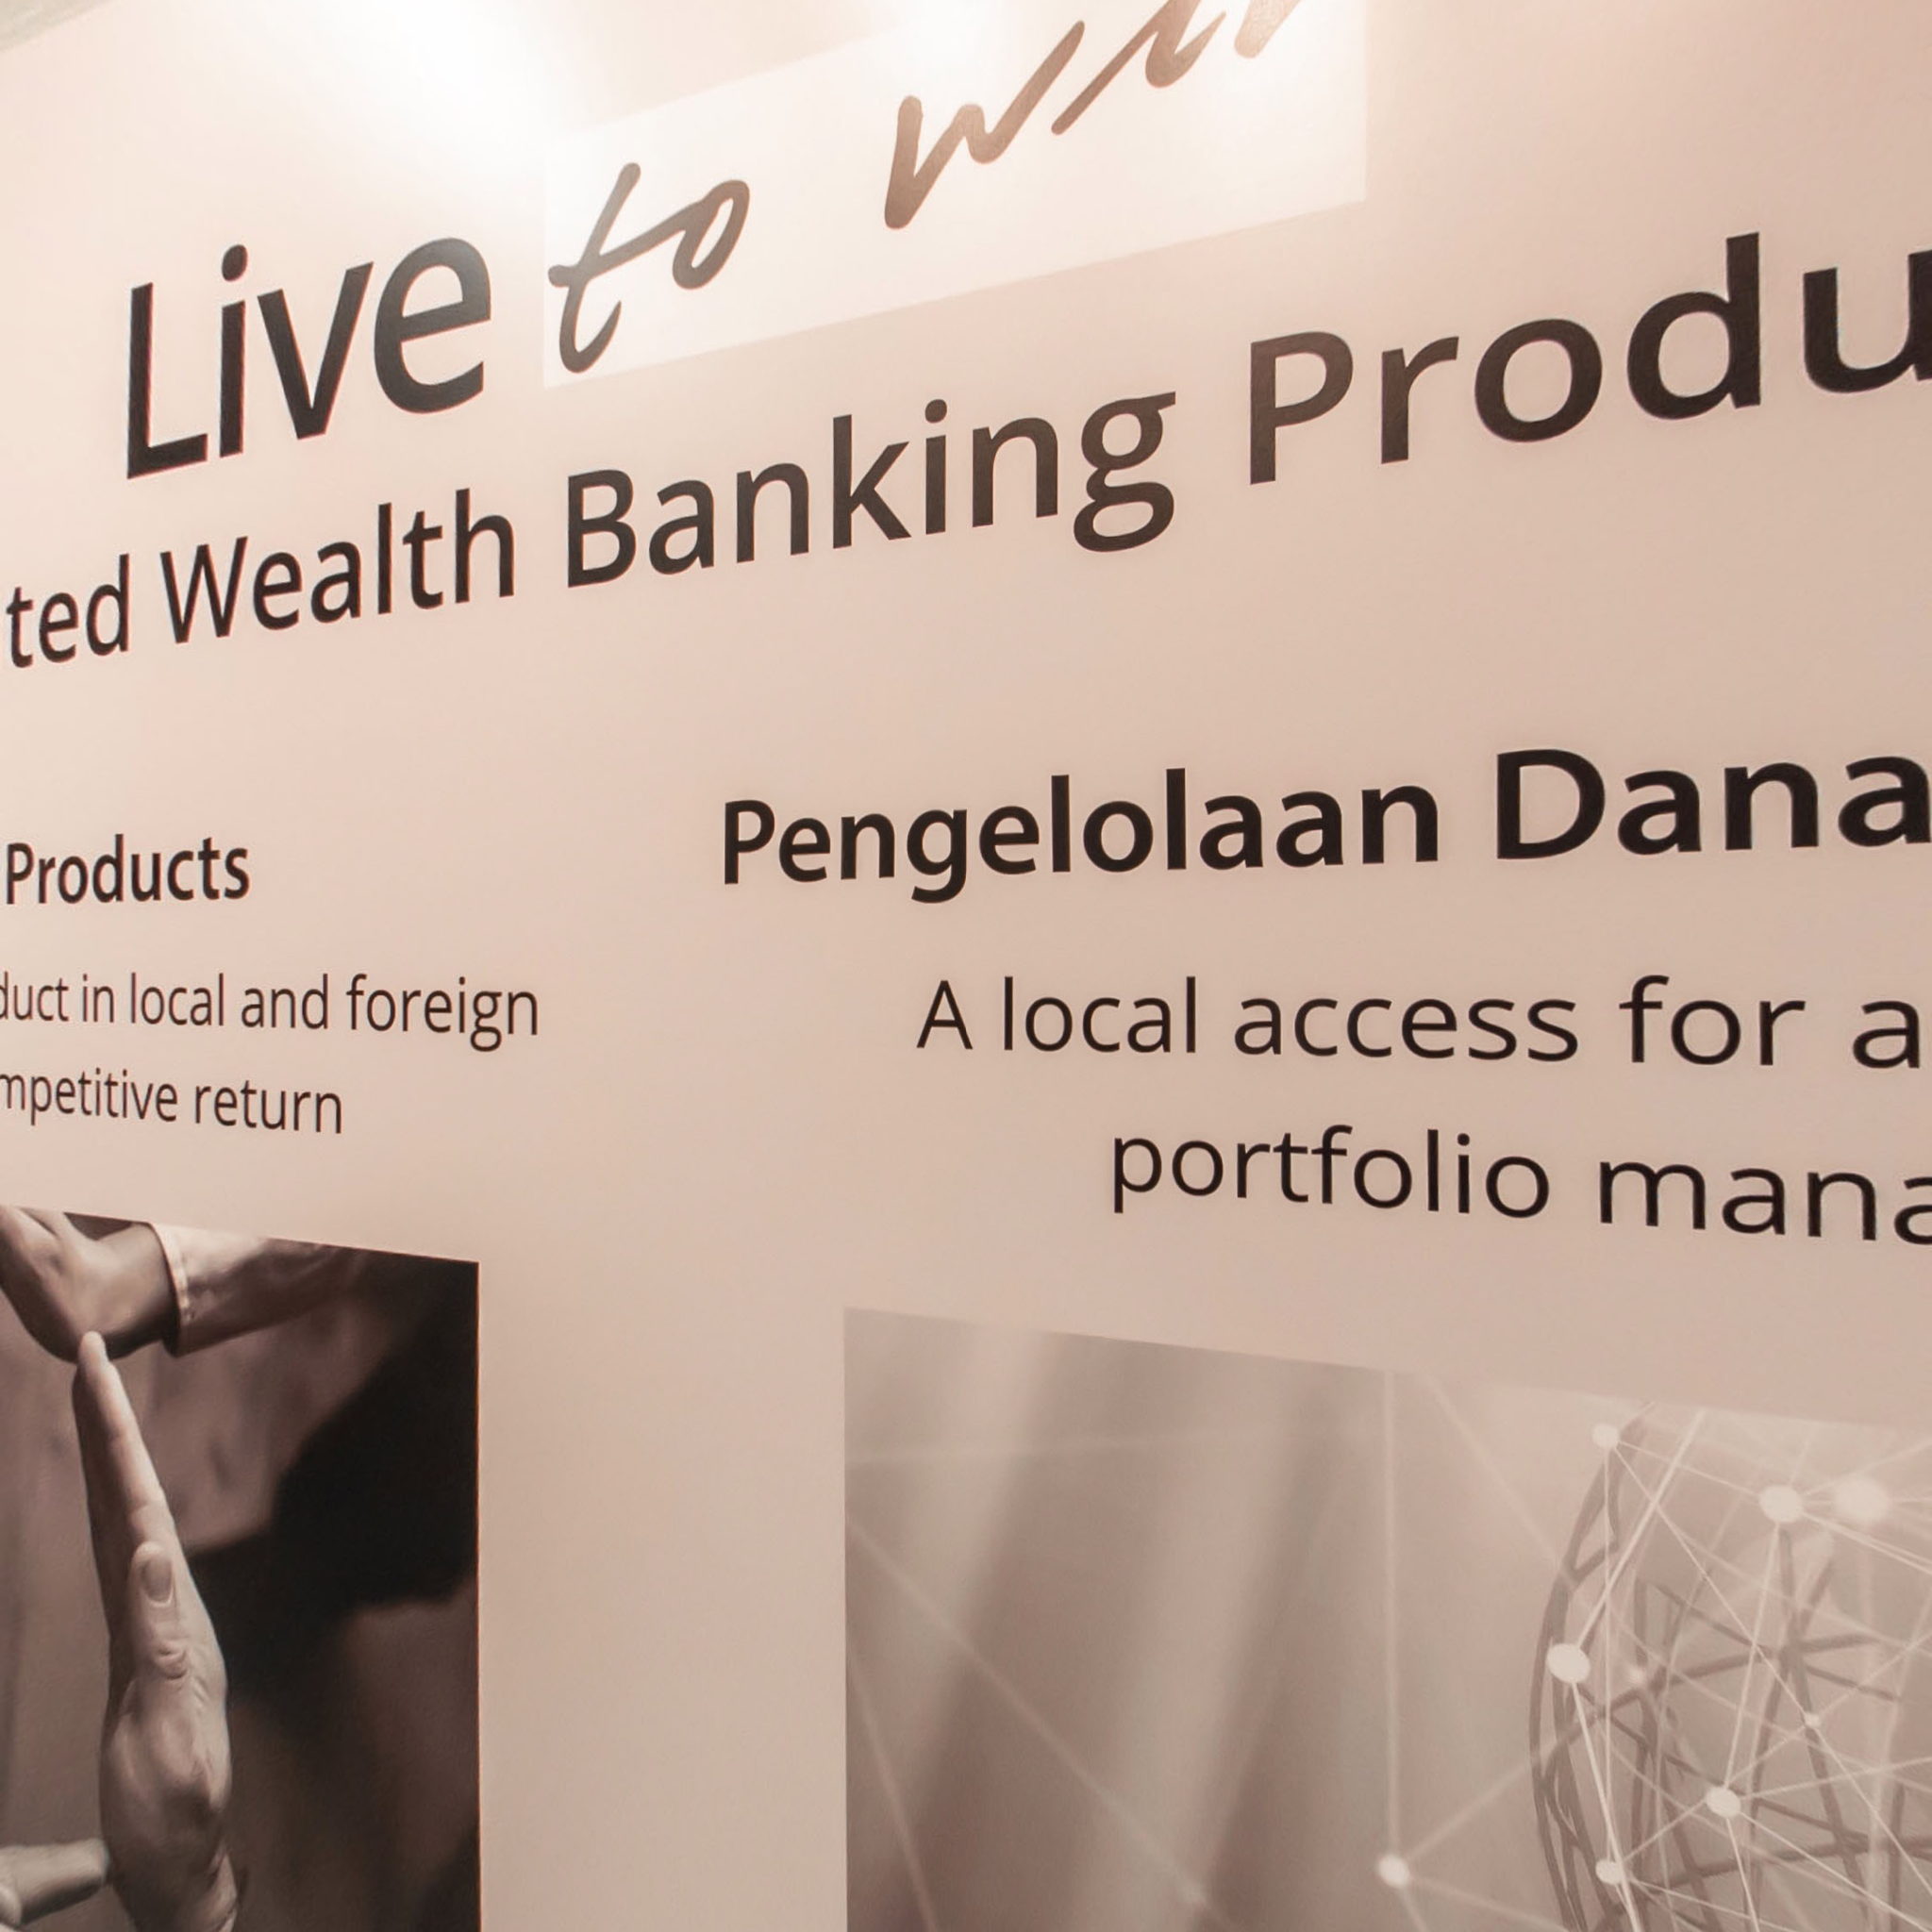 Live to
ted Wealth Banking Produ
Products
duct in local and foreign
mpetitive return
Pengelolaan Dana
A local access for a
portfolio mana